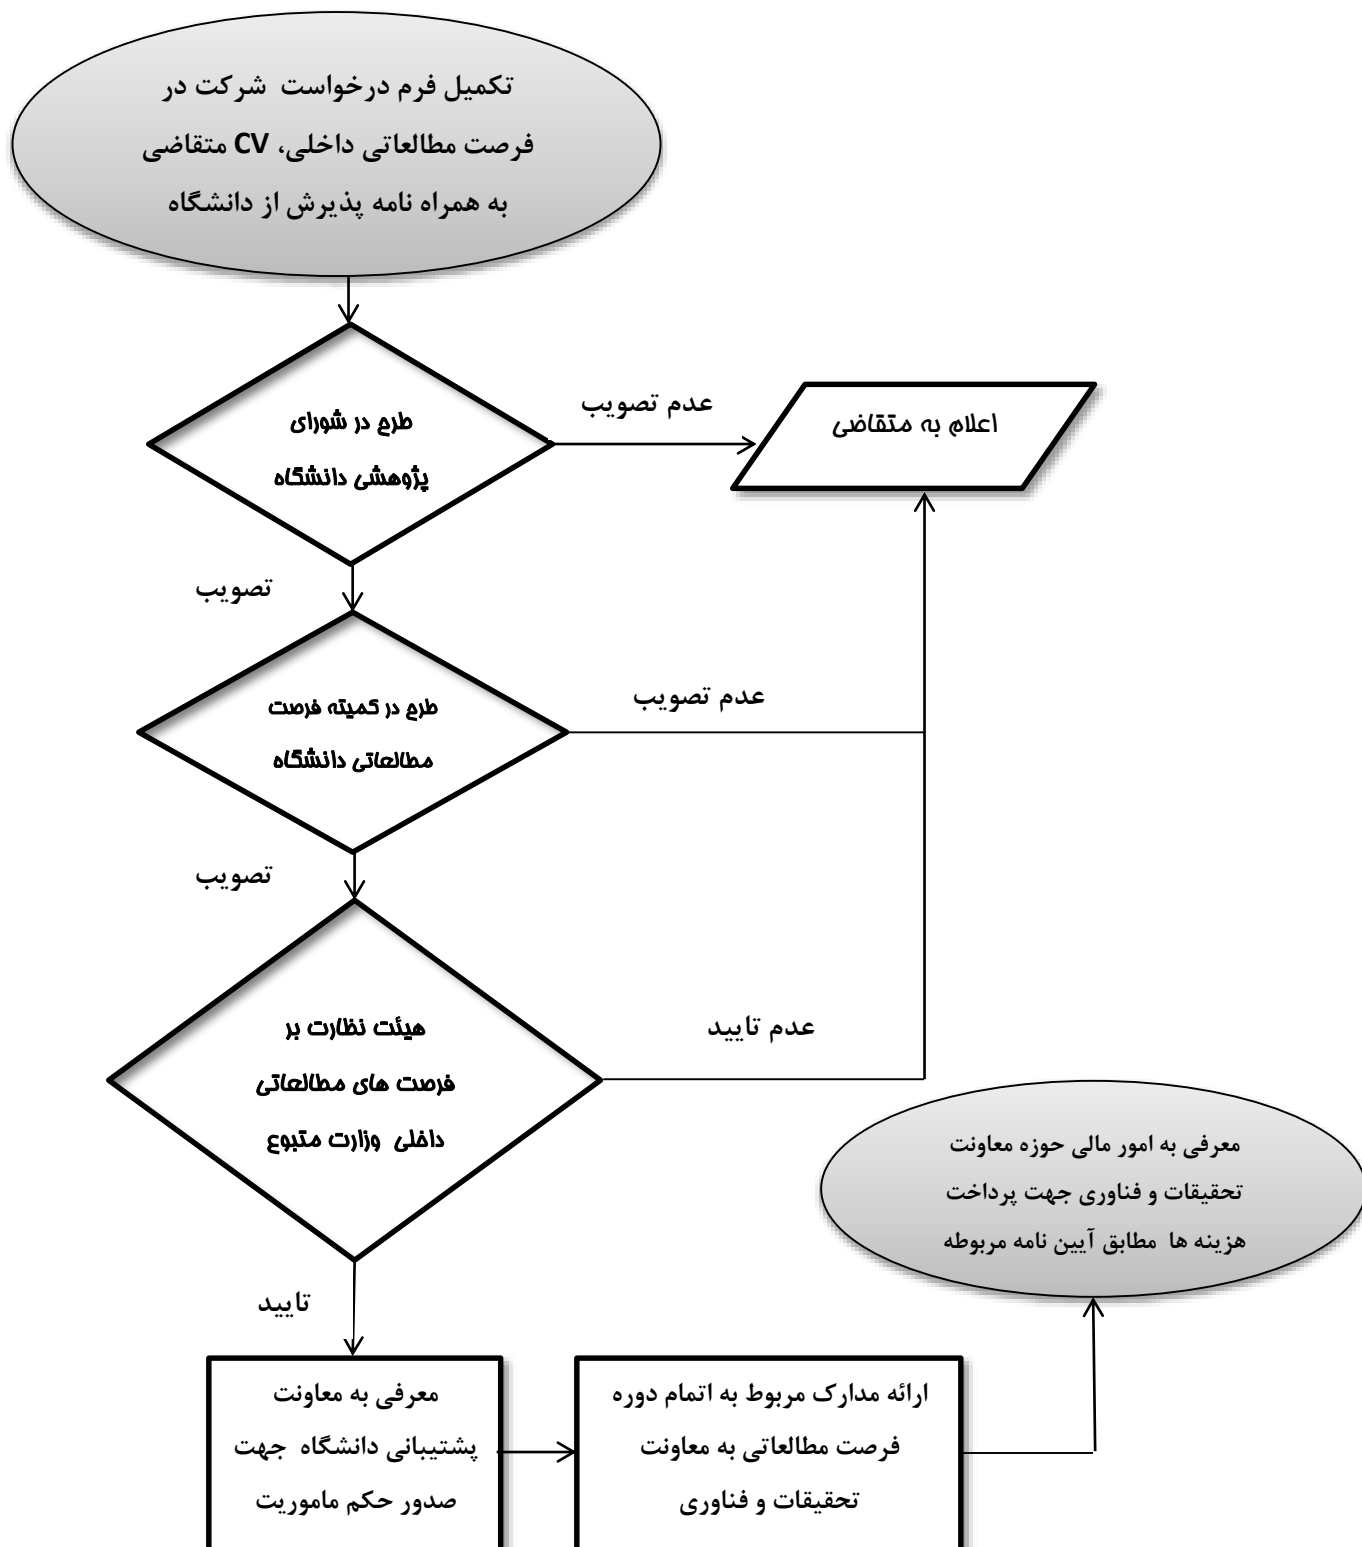 تکمیل فرم درخواست شرکت در
فرصت مطالعاتی داخلی، CV متقاضی
به همراه نامه پذیرش از دانشگاه
طرح در شورای
پژوهشی دانشگاه
عدم تصویب
اعلام به متقاضی
تصویب
طرح در کمیته فرصت
مطالعاتی دانشگاه
عدم تصویب
تصویب
هیئت نظارت بر
فرصت های مطالعاتی
داخلی وزارت متبوع
عدم تایید
تایید
معرفی به معاونت
پشتیبانی دانشگاه جهت
صدور حکم ماموریت
ارائه مدارک مربوط به اتمام دوره
فرصت مطالعاتی به معاونت
تحقیقات و فناوری
معرفی به امور مالی حوزه معاونت
تحقیقات و فناوری جهت پرداخت
هزینه ها مطابق آیین نامه مربوطه